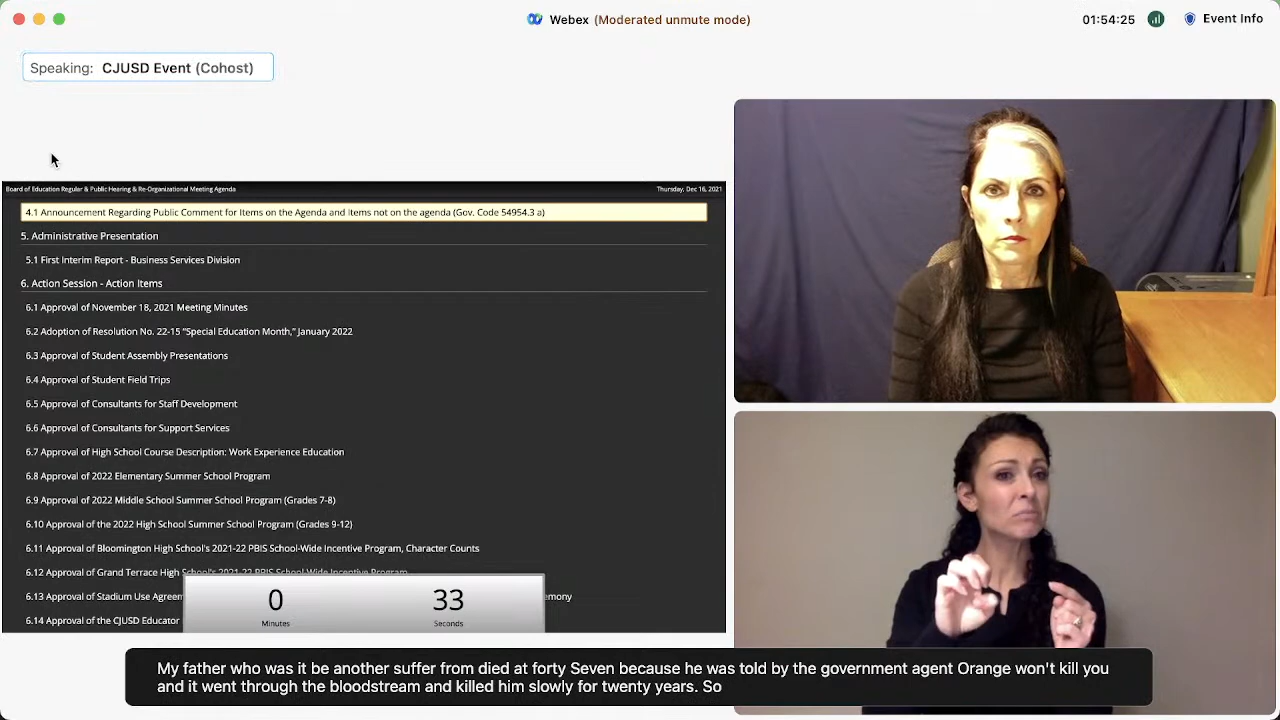 Webex (Moderated unmute mode)
01:54:25
Event Info
Speaking: CJUSD Event (Cohost)
Board of Education Regular & Public Hearing & Re-Organizational Meeting Agenda
Thursday, Dec 16, 2021
4.1 Announcement Regarding Public Comment for Items on the Agenda and Items not on the agenda (Gov. Code 54954.3 a)
5. Administrative Presentation
5.1 First Interim Report - Business Services Division
6. Action Session - Action Items
6.1 Approval of November 18, 2021 Meeting Minutes
6.2 Adoption of Resolution No. 22-15 "Special Education Month," January 2022
6.3 Approval of Student Assembly Presentations
6.4 Approval of Student Field Trips
6.5 Approval of Consultants for Staff Development
6.6 Approval of Consultants for Support Services
6.7 Approval of High School Course Description: Work Experience Education
6.8 Approval of 2022 Elementary Summer School Program
6.9 Approval of 2022 Middle School Summer School Program (Grades 7-8)
6.10 Approval of the 2022 High School Summer School Program (Grades 9-12)
6.11 Approval of Bloomington High School's 2021-22 PBIS School-Wide Incentive Program, Character Counts
6.12 Approval of Grand Terrace High School's 2021-22 PBIS School-Wide Incentive Program
6.13 Approval of Stadium Use Agreem
emony
6.14 Approval of the CJUSD Educator
0 33
Minutes Seconds
My father who was it be another suffer from died at forty Seven because he was told by the government agent Orange won't kill you
and it went through the bloodstream and killed him slowly for twenty years. So